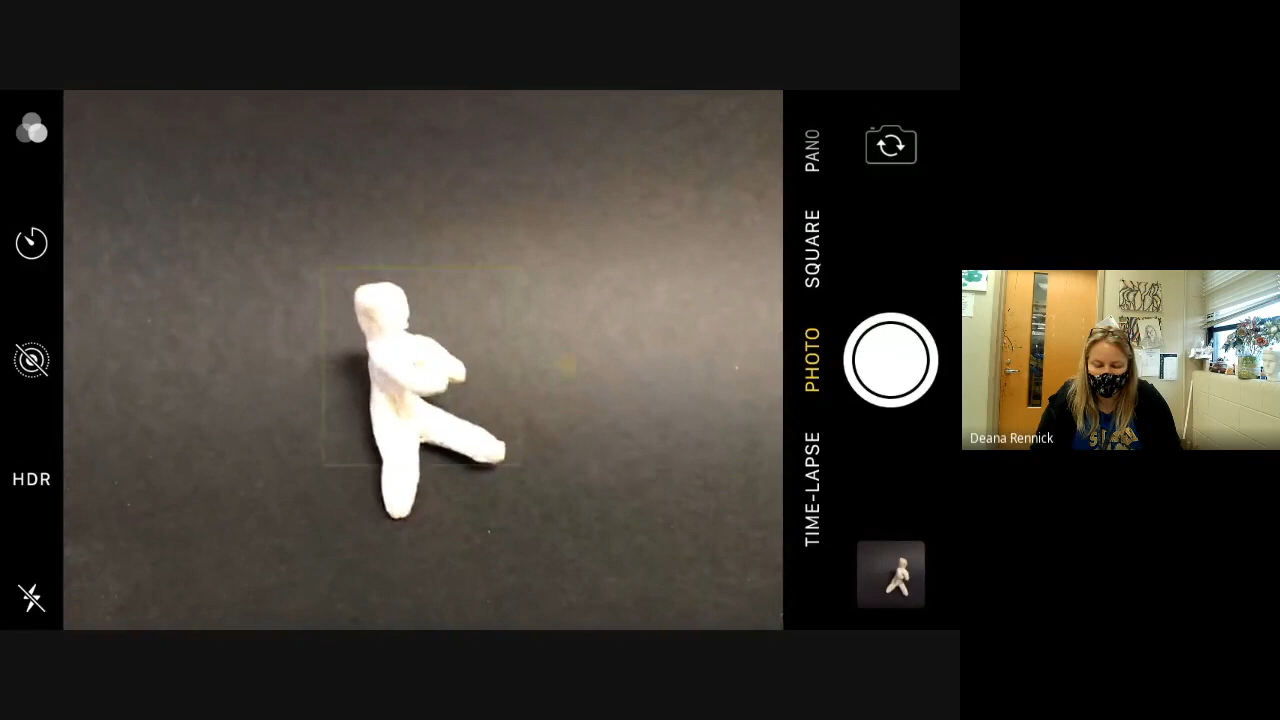 HDR
PANO
SQUARE
PHOTO
TIME-LAPSE
Deana Rennick